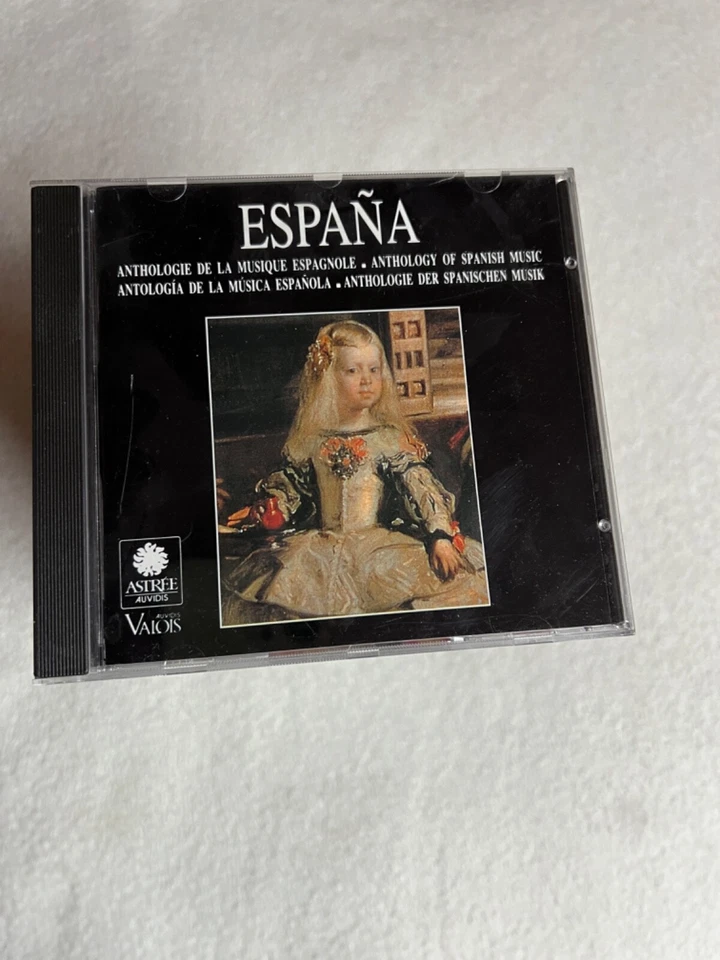 ESPAÑA
ANTHOLOGIE DE LA MUSIQUE ESPAGNOLE . ANTHOLOGY OF SPANISH MUSIC
ANTOLOGÍA DE LA MÚSICA ESPAÑOLA . ANTHOLOGIE DER SPANISCHEN MUSIK
ASTRÉE
AUVIDIS
AUVIDIS
VALOIS